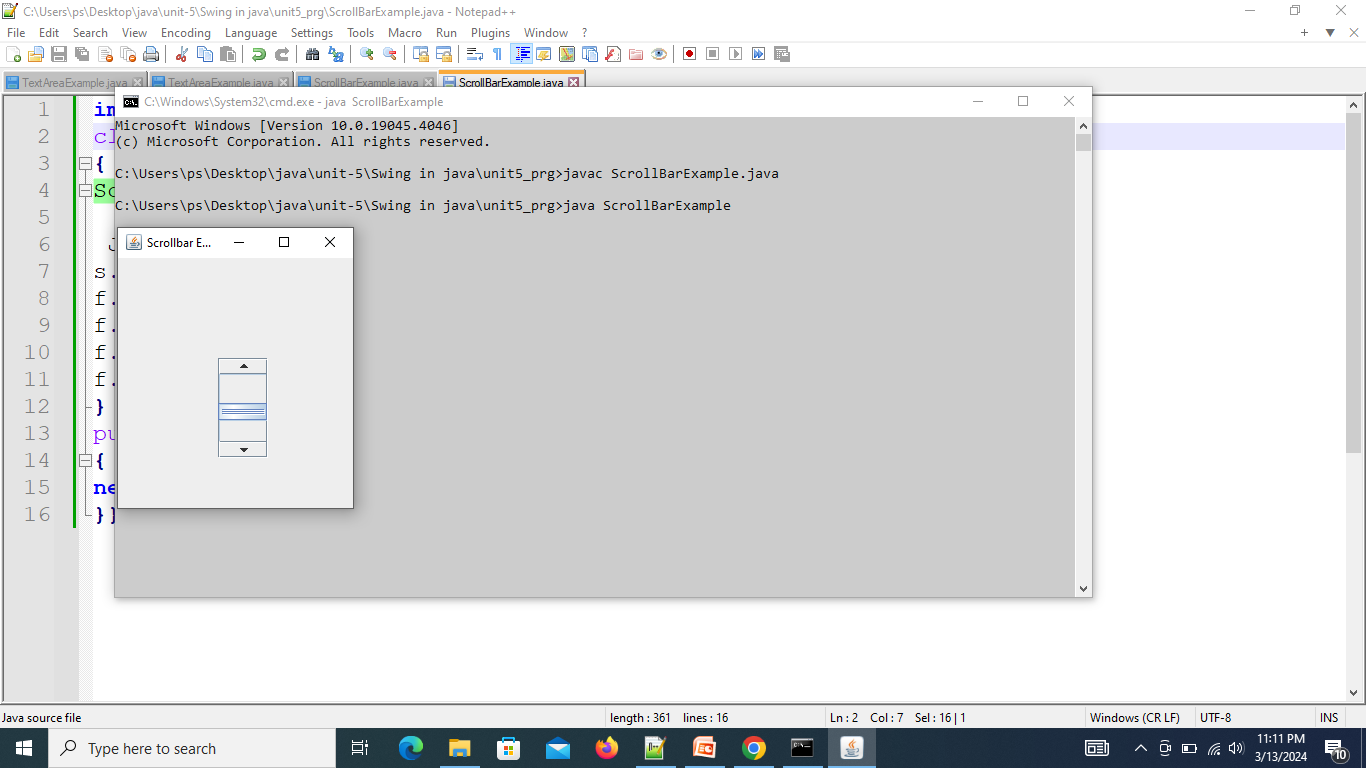 C:\Users\ps\Desktop\java\unit-5\Swing in java\unit5_prg\ScrollBarExample.java - Notepad++
File Edit Search View Encoding Language Settings Tools Macro Run Plugins Window ?
TextAreaExample.java TextAreaExample.java ScrollBarExample.java ScrollBarExample.java
C:\Windows\System32\cmd.exe - java ScrollBarExample
Microsoft Windows [Version 10.0.19045.4046]
(c) Microsoft Corporation. All rights reserved.
C:\Users\ps\Desktop\java\unit-5\Swing in java\unit5_prg>javac ScrollBarExample.java
C:\Users\ps\Desktop\java\unit-5\Swing in java\unit5_prg>java ScrollBarExample
Scrollbar E...
1
2
3 {
4
5
6
7 s.
8 f.
9 f.
10 f.
11 f.
12 }
13 pu
14 {
15 ne
16 }}
Java source file length : 361 lines : 16 Ln : 2 Col : 7 Sel : 16 | 1 Windows (CR LF) UTF-8 INS
Type here to search
11:11 PM
3/13/2024
10